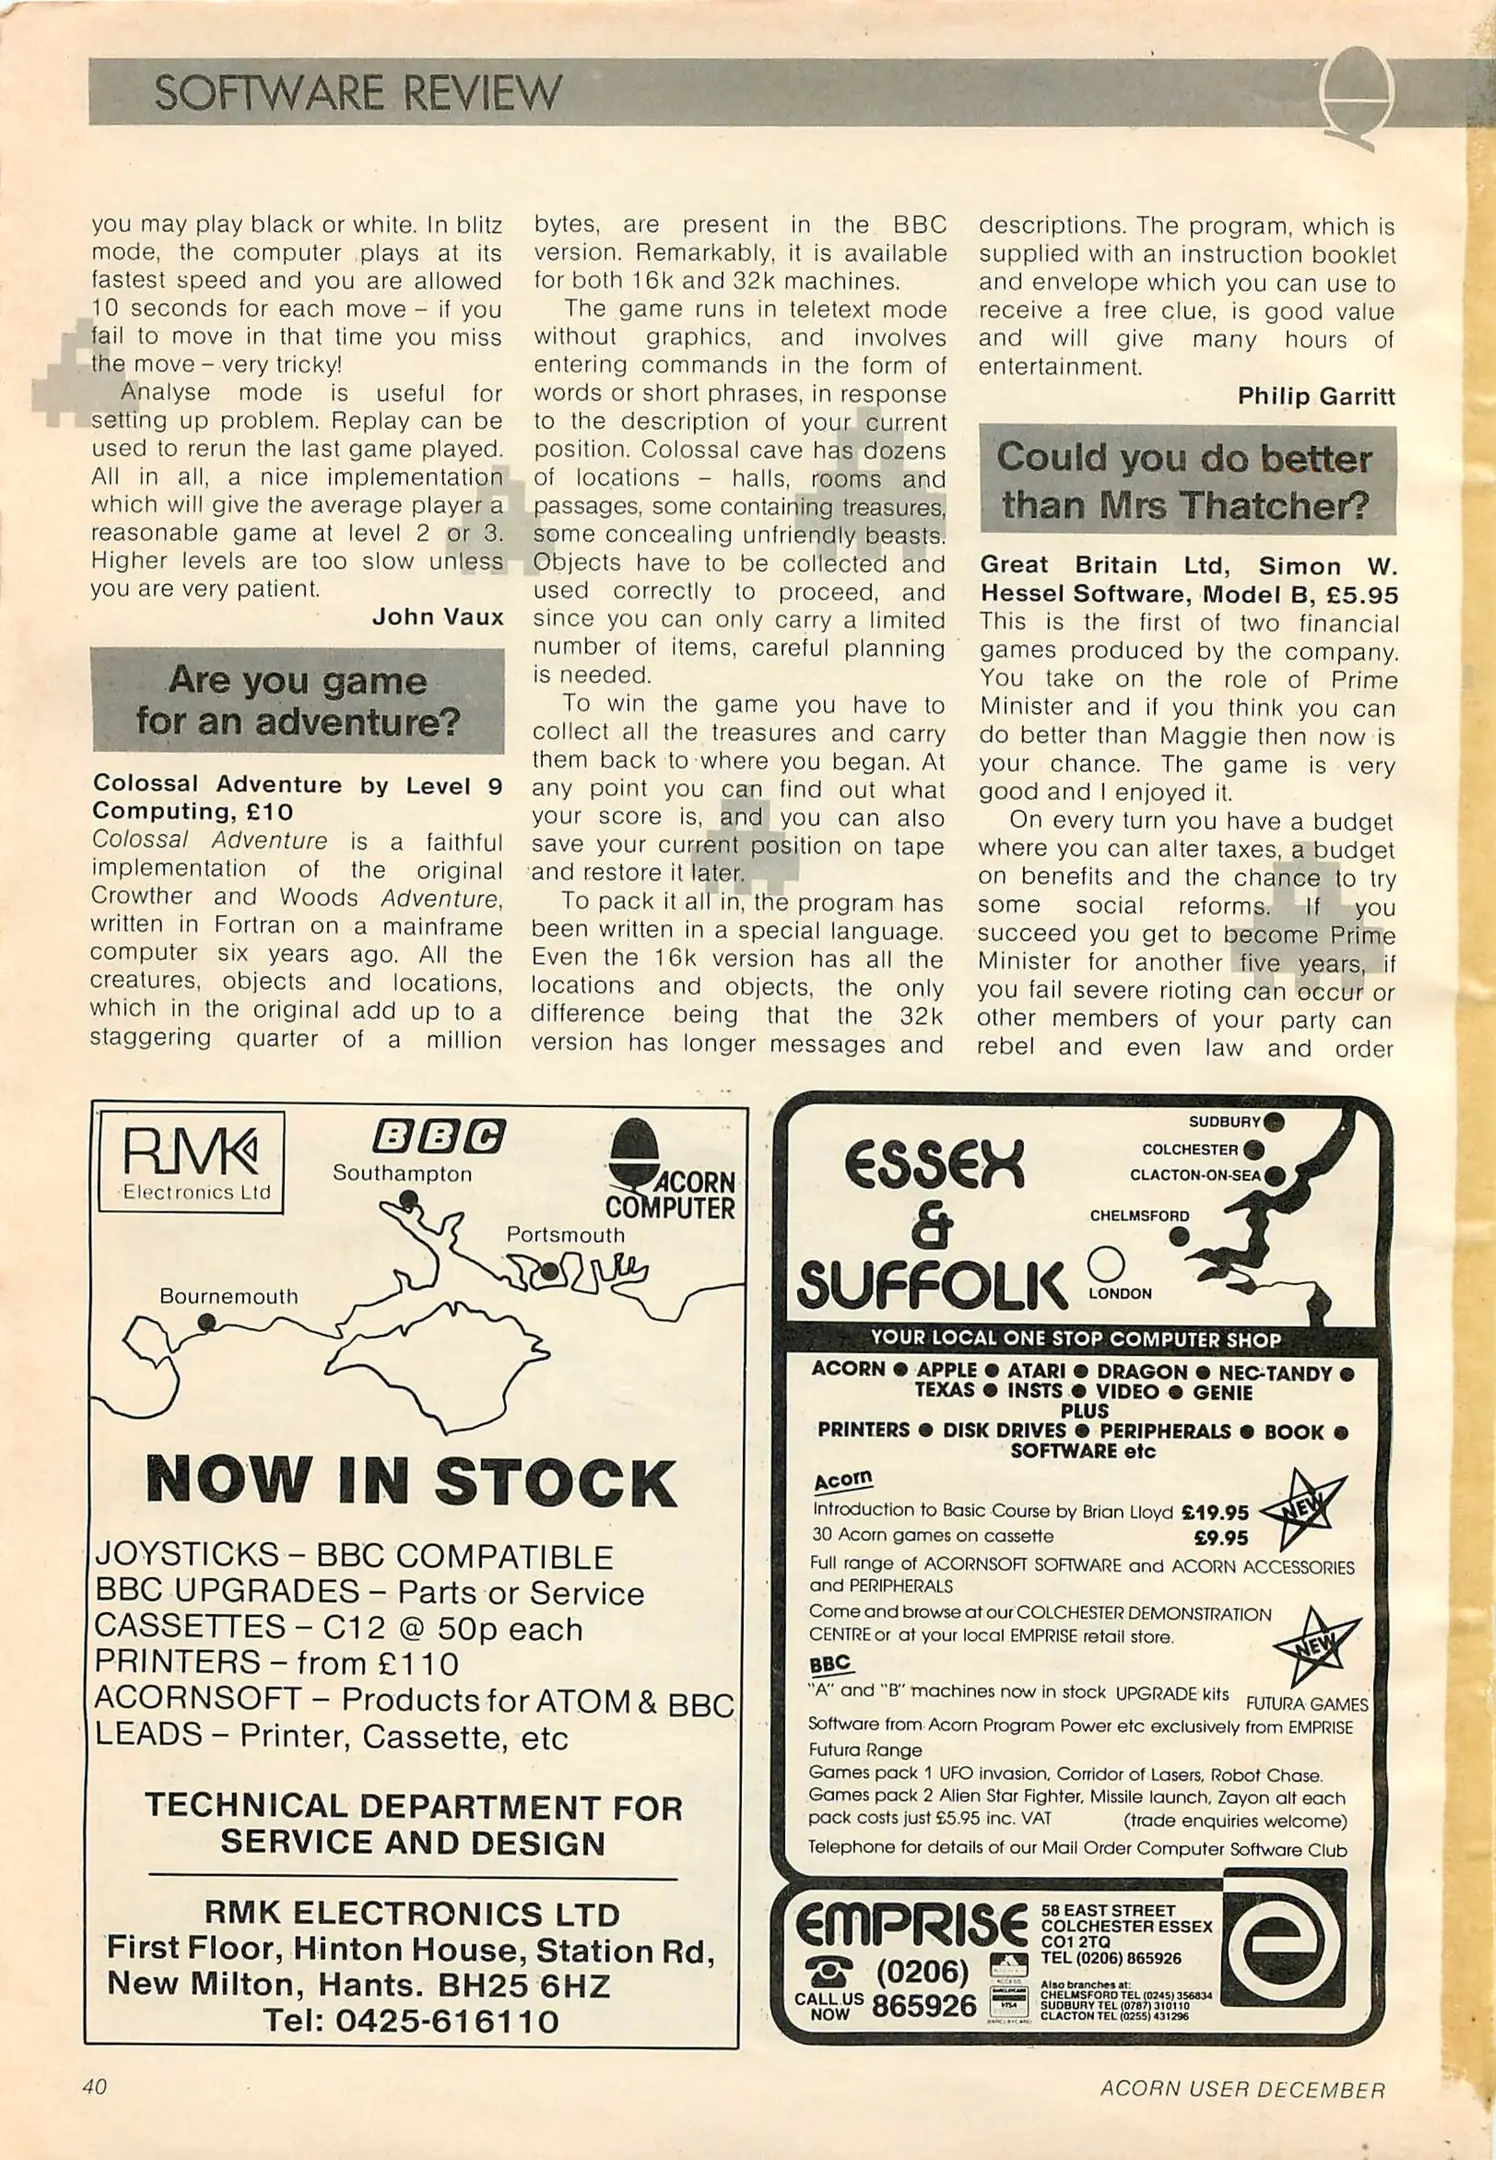 SOFTWARE REVIEW
you may play black or white. In blitz
mode, the computer plays at its
fastest speed and you are allowed
10 seconds for each move – if you
fail to move in that time you miss
the move – very tricky!
Analyse mode is useful for
setting up problem. Replay can be
used to rerun the last game played.
All in all, a nice implementation
which will give the average player a
reasonable game at level 2 or 3.
Higher levels are too slow unless
you are very patient.
John Vaux
Are you game
for an adventure?
Colossal Adventure by Level 9
Computing, £10
Colossal Adventure is a faithful
implementation of the original
Crowther and Woods Adventure,
written in Fortran on a mainframe
computer six years ago. All the
creatures, objects and locations,
which in the original add up to a
staggering quarter of a million
bytes, are present in the BBC
version. Remarkably, it is available
for both 16k and 32k machines.
The game runs in teletext mode
without graphics, and involves
entering commands in the form of
words or short phrases, in response
to the description of your current
position. Colossal cave has dozens
of locations – halls, rooms and
passages, some containing treasures,
some concealing unfriendly beasts.
Objects have to be collected and
used correctly to proceed, and
since you can only carry a limited
number of items, careful planning
is needed.
To win the game you have to
collect all the treasures and carry
them back to where you began. At
any point you can find out what
your score is, and you can also
save your current position on tape
and restore it later.
To pack it all in, the program has
been written in a special language.
Even the 16k version has all the
locations and objects, the only
difference being that the 32k
version has longer messages and
descriptions. The program, which is
supplied with an instruction booklet
and envelope which you can use to
receive a free clue, is good value
and will give many hours of
entertainment.
Philip Garritt
Could you do better
than Mrs Thatcher?
Great Britain Ltd, Simon W.
Hessel Software, Model B, £5.95
This is the first of two financial
games produced by the company.
You take on the role of Prime
Minister and if you think you can
do better than Maggie then now is
your chance. The game is very
good and I enjoyed it.
On every turn you have a budget
where you can alter taxes, a budget
on benefits and the chance to try
some social reforms. If you
succeed you get to become Prime
Minister for another five years, if
you fail severe rioting can occur or
other members of your party can
rebel and even law and order
RMK
Electronics Ltd
BBC
ACORN
COMPUTER
Southampton
Portsmouth
Bournemouth
NOW IN STOCK
JOYSTICKS – BBC COMPATIBLE
BBC UPGRADES – Parts or Service
CASSETTES – C12 @ 50p each
PRINTERS – from £110
ACORNSOFT – Products for ATOM & BBC
LEADS – Printer, Cassette, etc
TECHNICAL DEPARTMENT FOR
SERVICE AND DESIGN
RMK ELECTRONICS LTD
First Floor, Hinton House, Station Rd,
New Milton, Hants. BH25 6HZ
Tel: 0425-616110
ESSEX
&
SUFFOLK
SUDBURY
COLCHESTER
CLACTON-ON-SEA
CHELMSFORD
LONDON
YOUR LOCAL ONE STOP COMPUTER SHOP
ACORN ● APPLE ● ATARI ● DRAGON ● NEC-TANDY ●
TEXAS ● INSTS ● VIDEO ● GENIE
PLUS
PRINTERS ● DISK DRIVES ● PERIPHERALS ● BOOK ●
SOFTWARE etc
Acorn
Introduction to Basic Course by Brian Lloyd £19.95
NEW
30 Acorn games on cassette £9.95
Full range of ACORNSOFT SOFTWARE and ACORN ACCESSORIES
and PERIPHERALS
Come and browse at our COLCHESTER DEMONSTRATION
CENTRE or at your local EMPRISE retail store.
NEW
BBC
"A" and "B" machines now in stock UPGRADE kits
FUTURA GAMES
Software from Acorn Program Power etc exclusively from EMPRISE
Futura Range
Games pack 1 UFO invasion, Corridor of Lasers, Robot Chase.
Games pack 2 Alien Star Fighter, Missile launch, Zayon alt each
pack costs just £5.95 inc. VAT (trade enquiries welcome)
Telephone for details of our Mail Order Computer Software Club
EMPRISE
CALL US
NOW
(0206)
865926
ACCESS
VISA
BARCLAYCARD
58 EAST STREET
COLCHESTER ESSEX
CO1 2TQ
TEL (0206) 865926
Also branches at:
CHELMSFORD TEL (0245) 356834
SUDBURY TEL (0787) 310110
CLACTON TEL (0255) 431296
e
40
ACORN USER DECEMBER